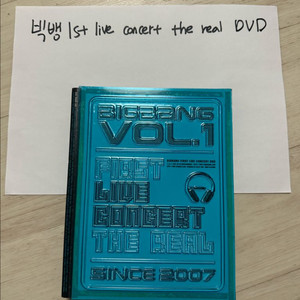 빅뱅 1st live concert the real DVD
BIGBANG
VOL.1
FIRST
LIVE
CONCERT
THE REAL
SINCE 2007